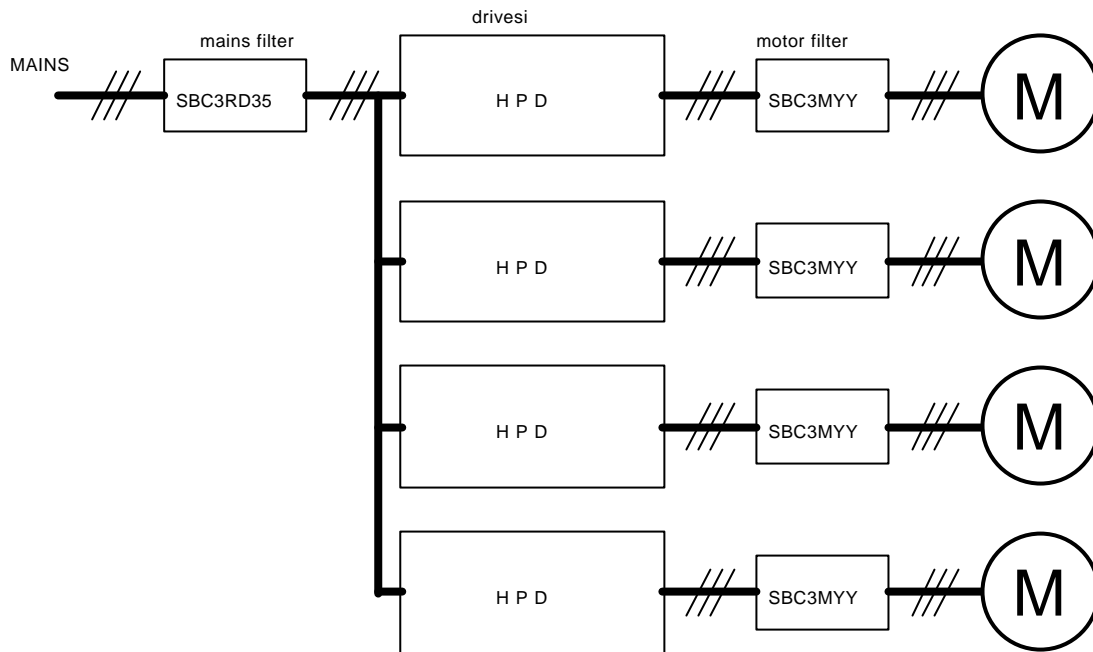 drivesi
mains filter
motor filter
MAINS
SBC3RD35
H P D
SBC3MYY
M
H P D
SBC3MYY
M
H P D
SBC3MYY
M
H P D
SBC3MYY
M